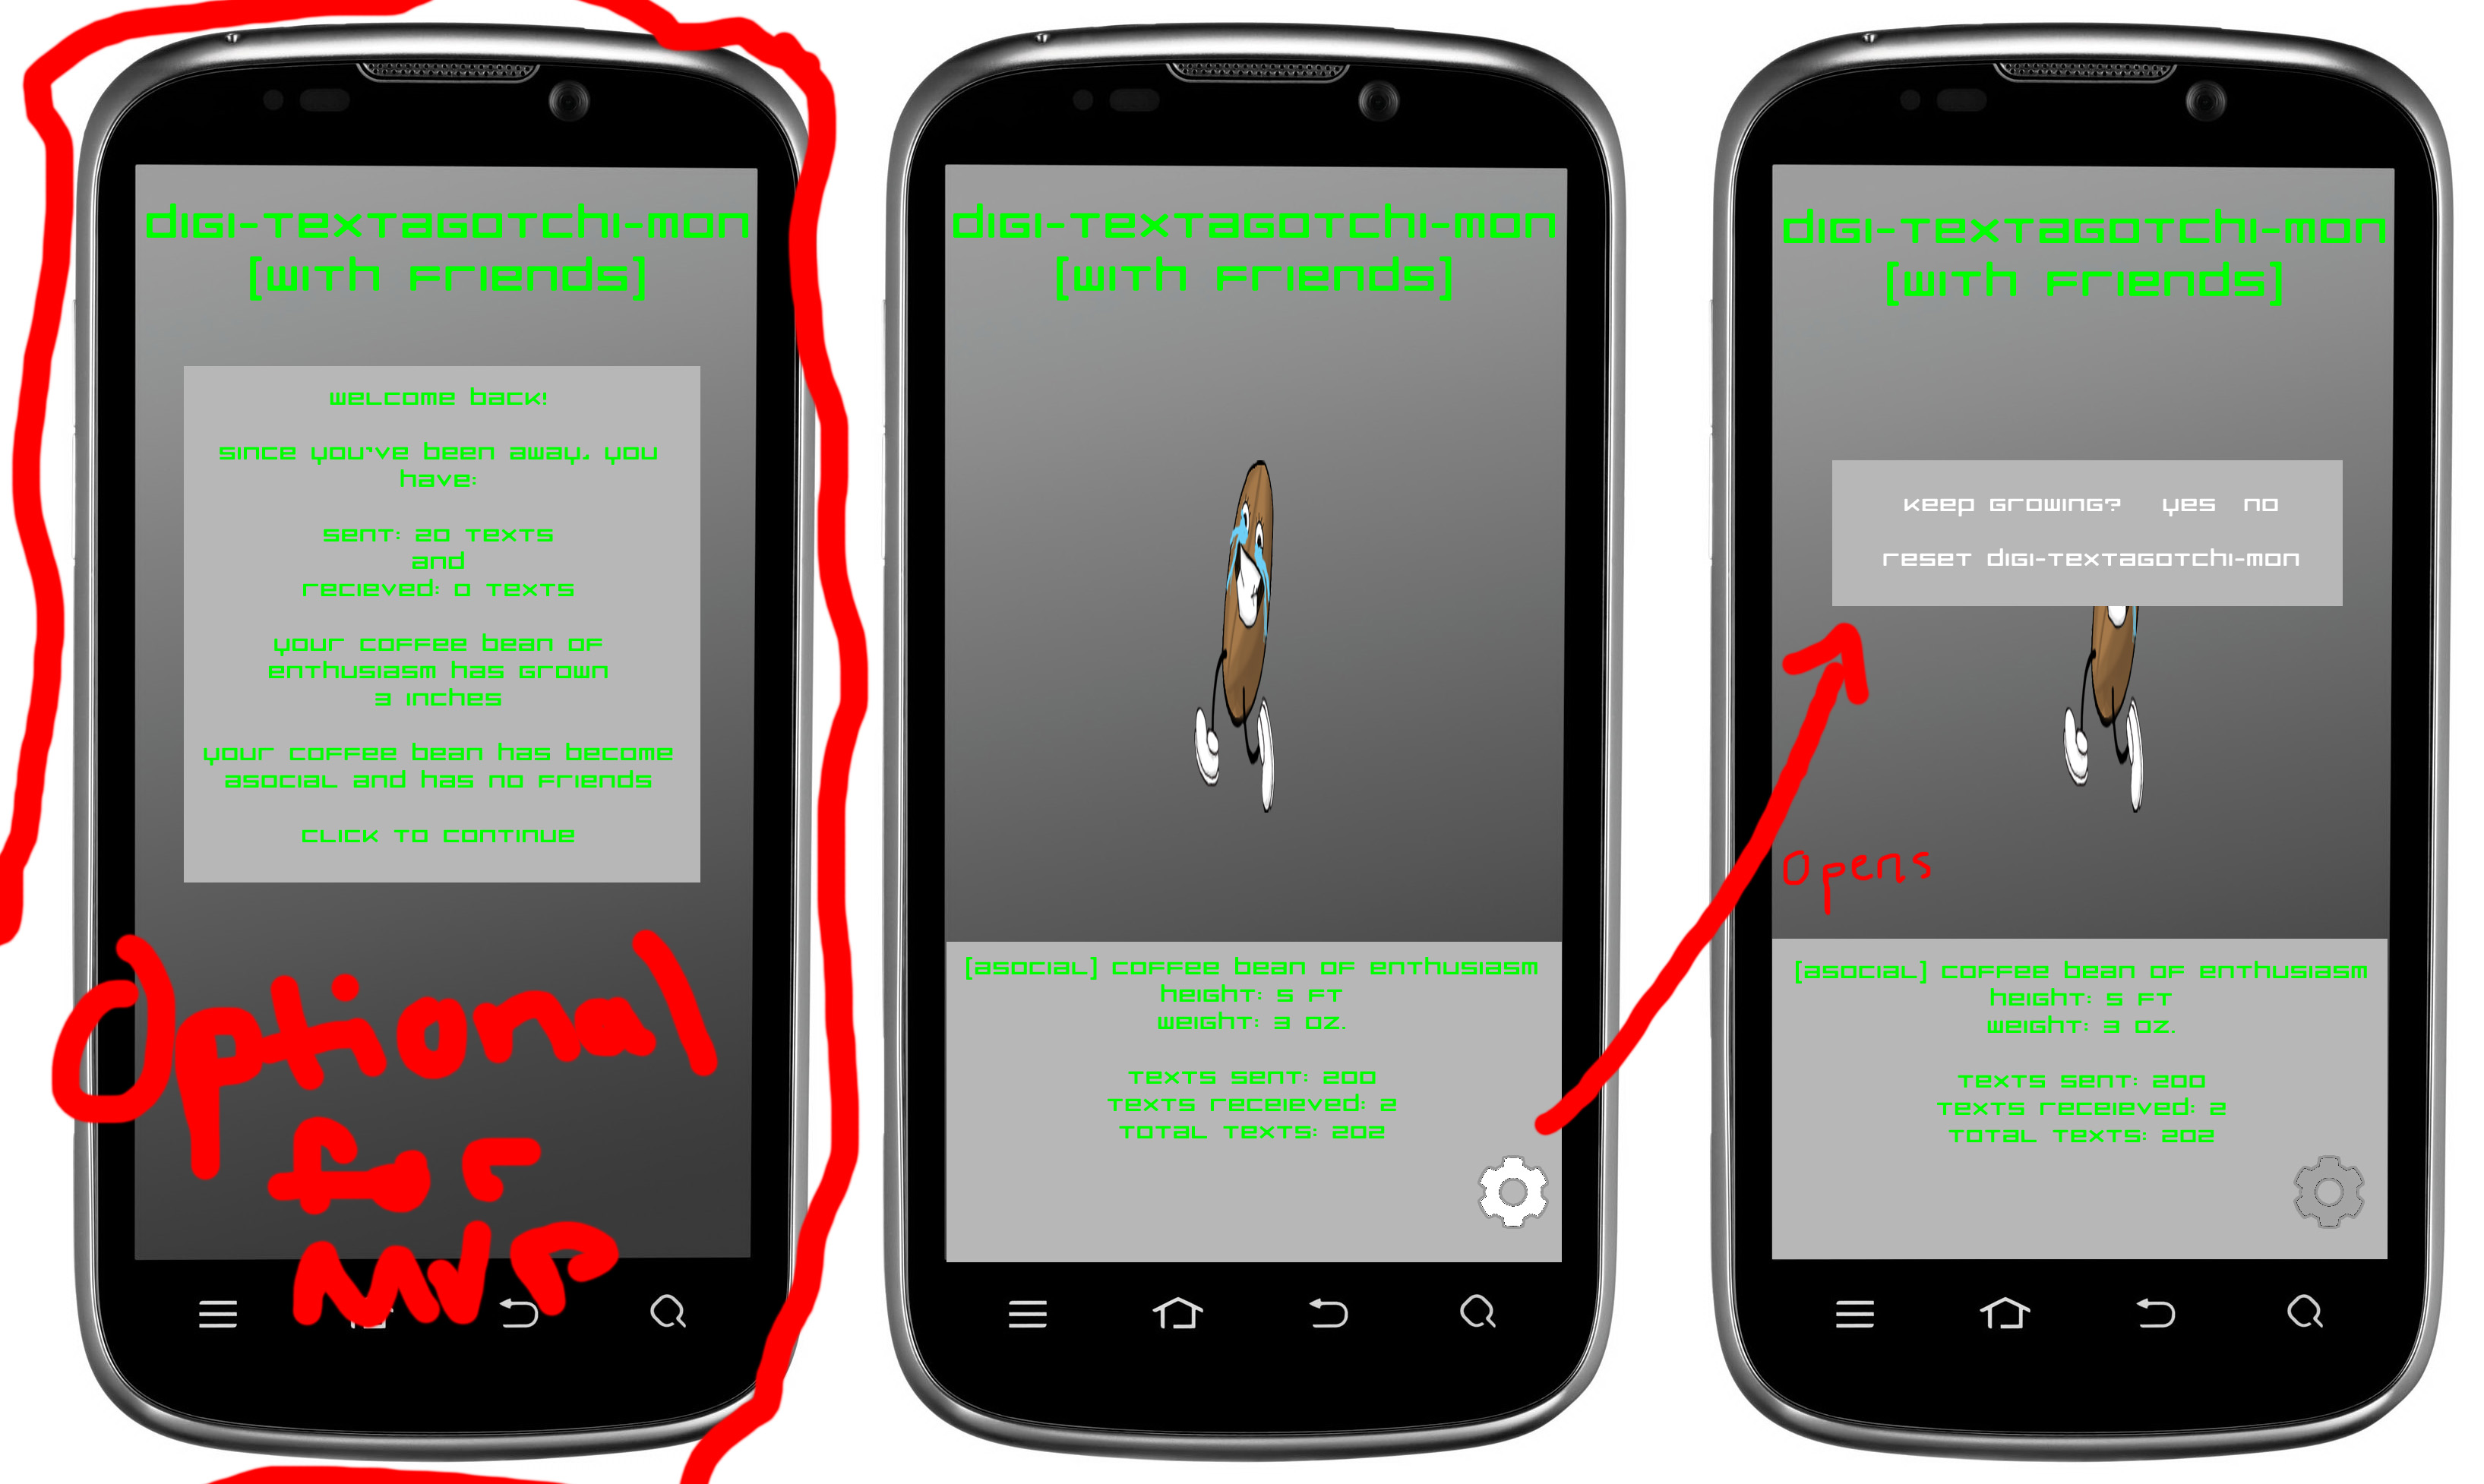 digi-textagotchi-mon
[with friends]
welcome back!
since you've been away, you
have:
sent: 20 texts
and
recieved: 0 texts
your coffee bean of
enthusiasm has grown
3 inches
your coffee bean has become
asocial and has no friends
click to continue
Optional
for
MVP
digi-textagotchi-mon
[with friends]
[asocial] coffee bean of enthusiasm
height: 5 ft
weight: 3 oz.
texts sent: 200
texts receieved: 2
total texts: 202
digi-textagotchi-mon
[with friends]
keep growing? yes no
reset digi-textagotchi-mon
opens
[asocial] coffee bean of enthusiasm
height: 5 ft
weight: 3 oz.
texts sent: 200
texts receieved: 2
total texts: 202